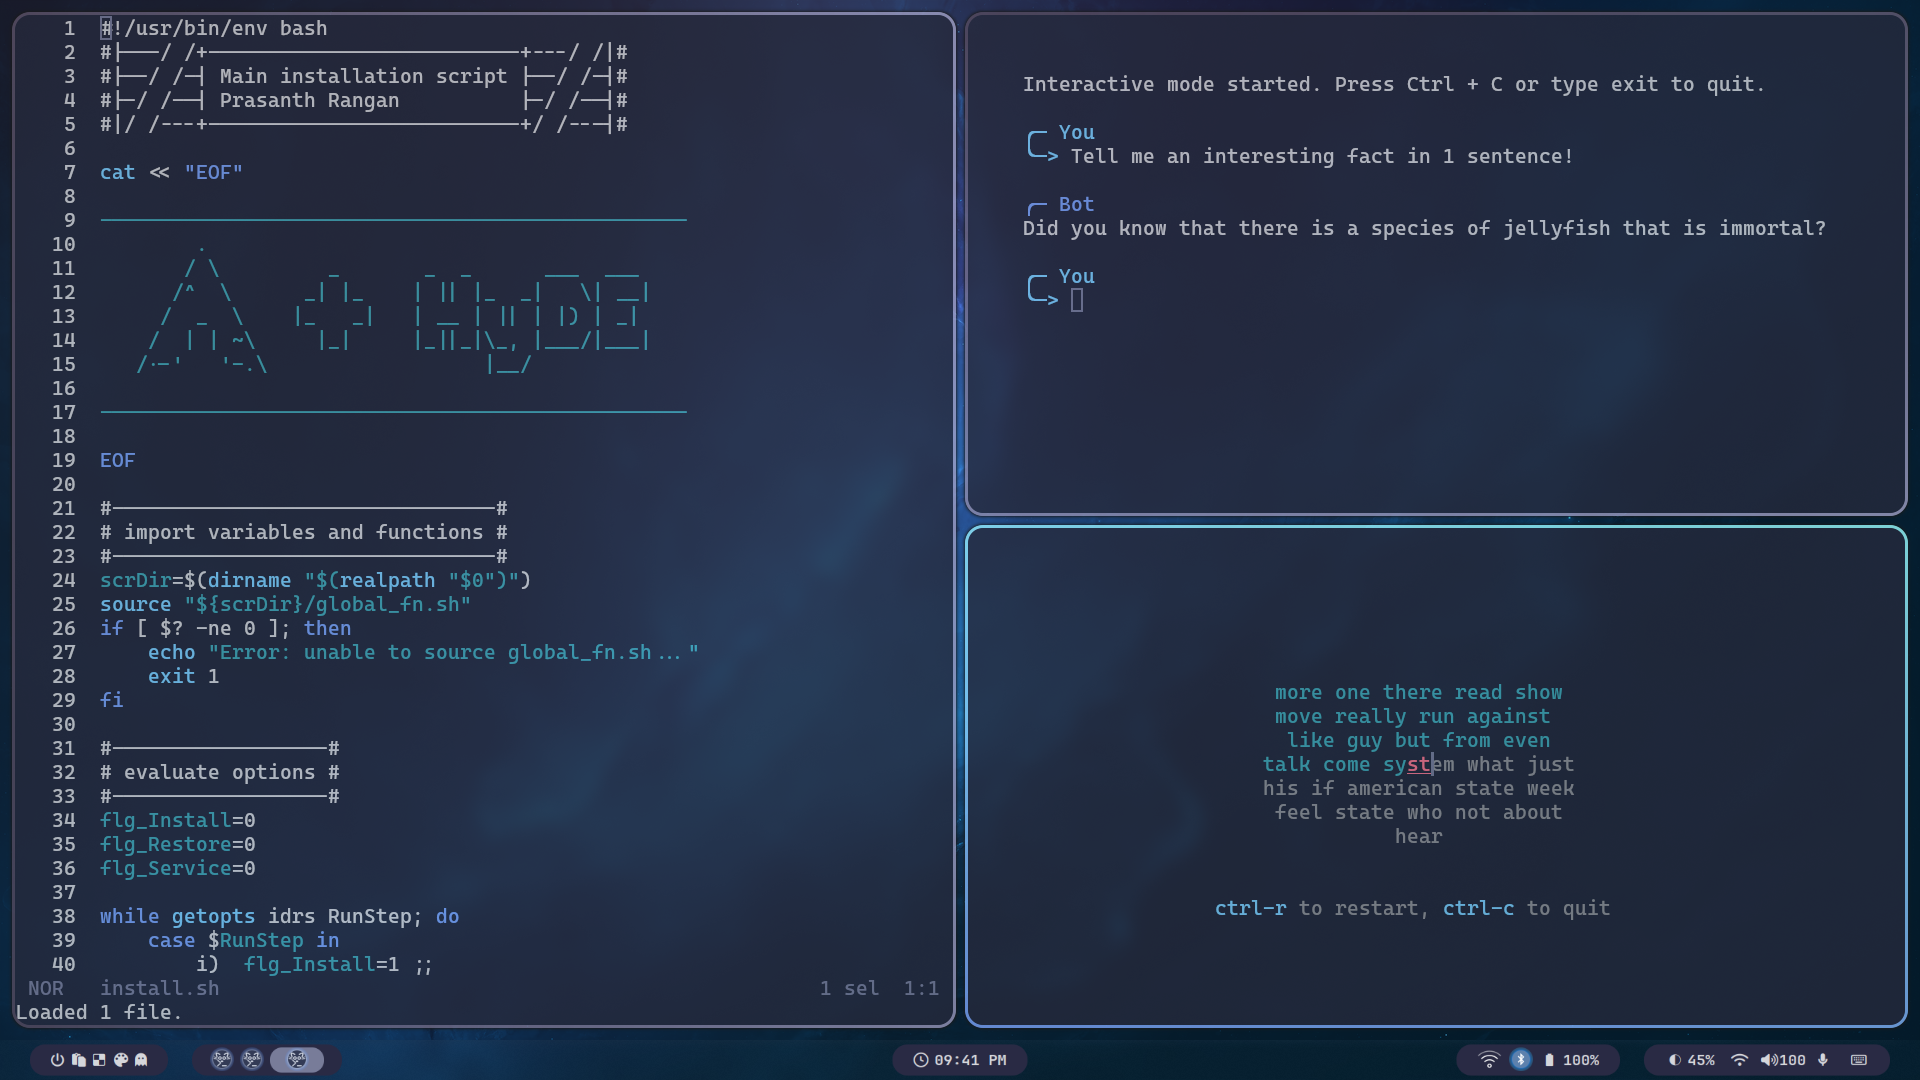 1 #!/usr/bin/env bash
2 #|---/ /+--------------------------+---/ /|#
3 #|--/ /-| Main installation script |--/ /-|#
4 #|-/ /--| Prasanth Rangan          |-/ /--|#
5 #|/ /---+--------------------------+/ /---|#
6
7 cat << "EOF"
8
9 -------------------------------------------------
10         .
11        / \         _       _  _      ___  ___
12       /^  \      _| |_    | || |_  _|   \| __|
13      /  _  \    |_   _|   | __ | || | |) | _|
14     /  | | ~\     |_|     |_||_|\_, |___/|___|
15    /.-'   '-.\                  |__/
16
17 -------------------------------------------------
18
19 EOF
20
21 #--------------------------------#
22 # import variables and functions #
23 #--------------------------------#
24 scrDir=$(dirname "$(realpath "$0")")
25 source "${scrDir}/global_fn.sh"
26 if [ $? -ne 0 ]; then
27     echo "Error: unable to source global_fn.sh..."
28     exit 1
29 fi
30
31 #------------------#
32 # evaluate options #
33 #------------------#
34 flg_Install=0
35 flg_Restore=0
36 flg_Service=0
37
38 while getopts idrs RunStep; do
39     case $RunStep in
40         i)  flg_Install=1 ;;
NOR   install.sh   1 sel  1:1
Loaded 1 file.
Interactive mode started. Press Ctrl + C or type exit to quit.
╭─ You
╰─> Tell me an interesting fact in 1 sentence!
╭─ Bot
Did you know that there is a species of jellyfish that is immortal?
╭─ You
╰─>
more one there read show
move really run against
like guy but from even
talk come system what just
his if american state week
feel state who not about
hear
ctrl-r to restart, ctrl-c to quit
09:41 PM
100%
45% 100